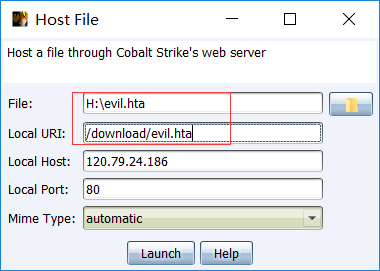 Host File
Host a file through Cobalt Strike's web server
File: H:\evil.hta
Local URI: /download/evil.hta
Local Host: 120.79.24.186
Local Port: 80
Mime Type: automatic
Launch Help